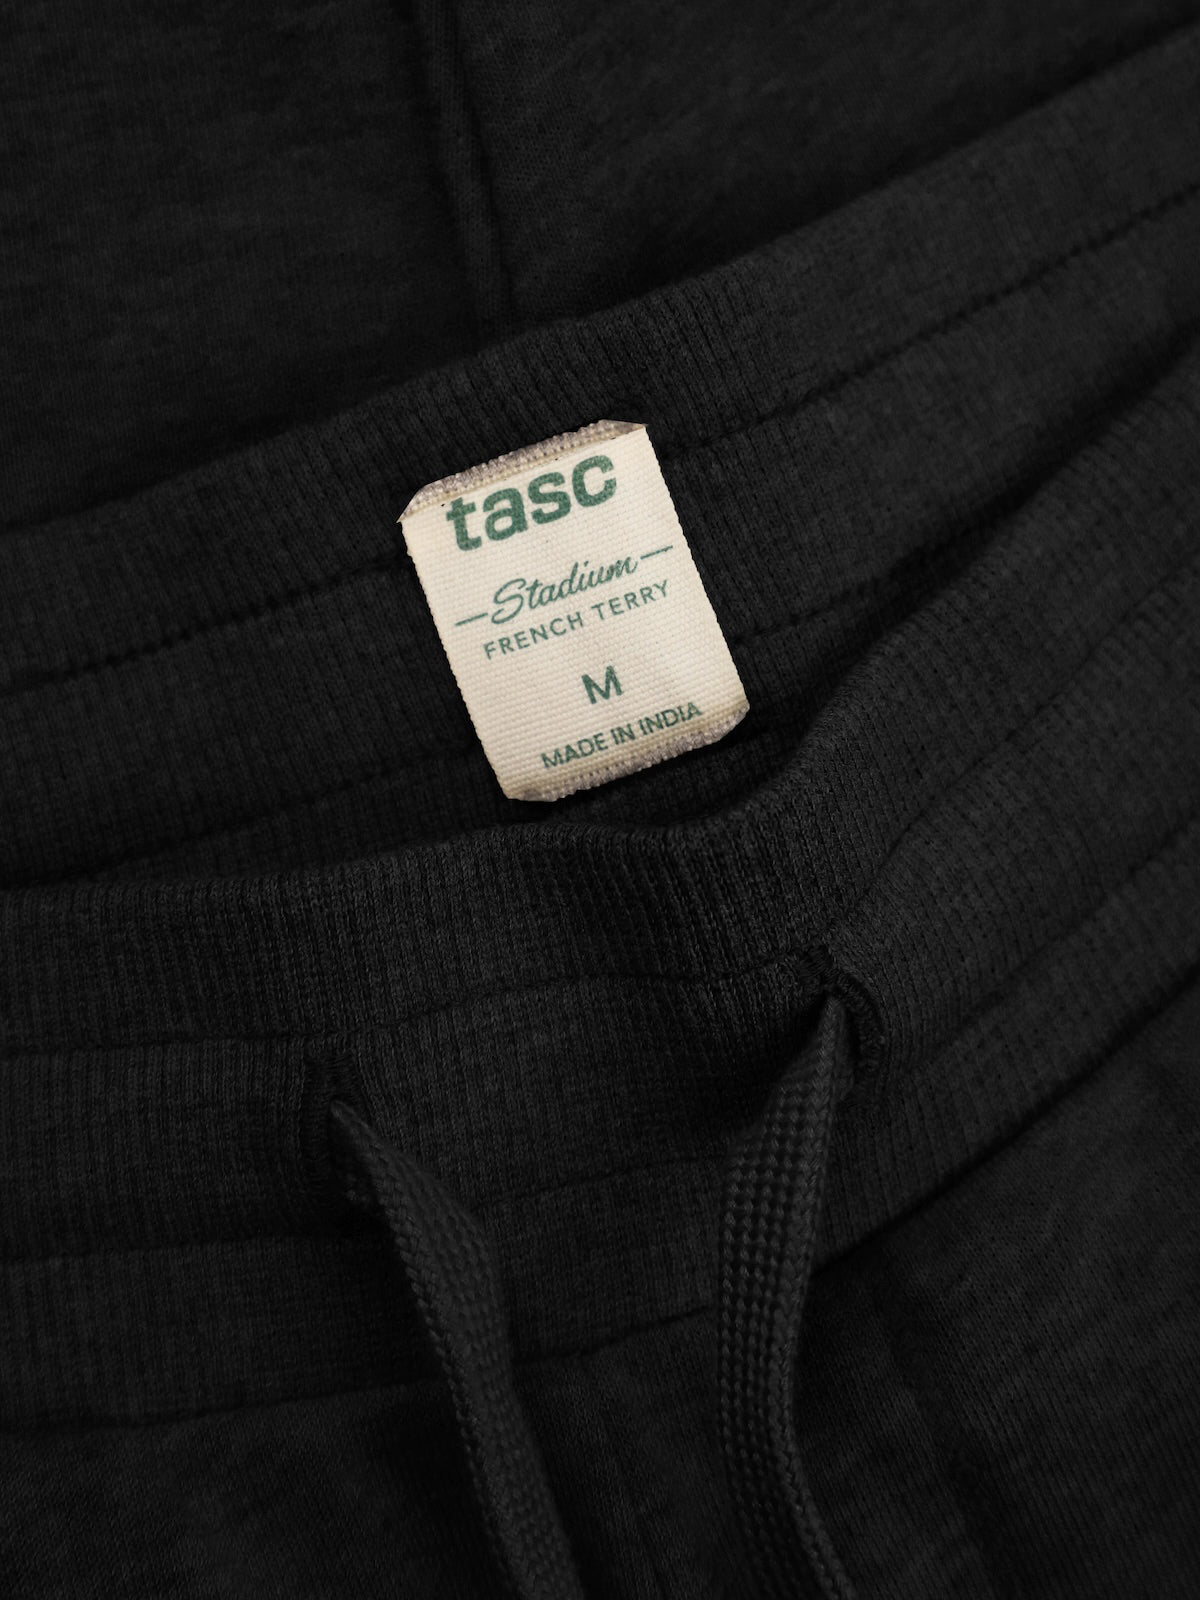 tasc
Stadium
FRENCH TERRY
M
MADE IN INDIA